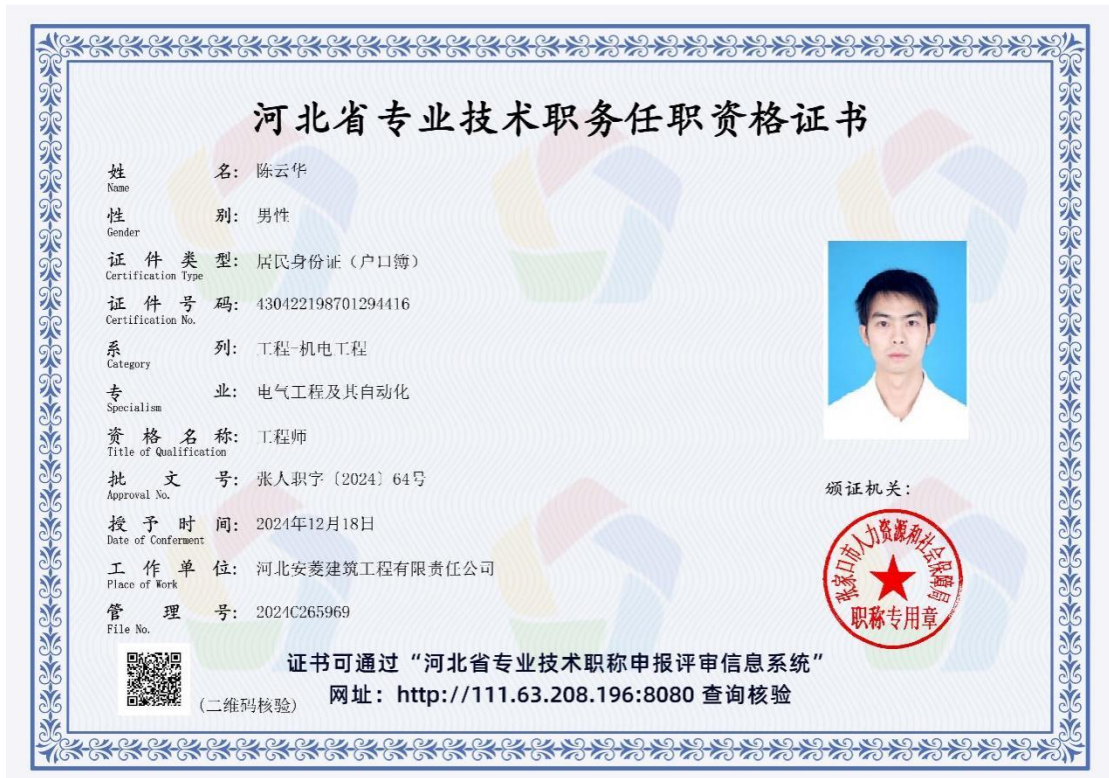 河北省专业技术职务任职资格证书
姓名: 陈云华
Name
性别: 男性
Gender
证件类型: 居民身份证（户口簿）
Certification Type
证件号码: 430422198701294416
Certification No.
系列: 工程-机电工程
Category
专业: 电气工程及其自动化
Specialism
资格名称: 工程师
Title of Qualification
批文号: 张人职字〔2024〕64号
Approval No.
授予时间: 2024年12月18日
Date of Conferment
工作单位: 河北安菱建筑工程有限责任公司
Place of Work
管理号: 2024C265969
File No.
颁证机关:
张家口市人力资源和社会保障局
职称专用章
(二维码核验)
证书可通过“河北省专业技术职称申报评审信息系统”
网址：http://111.63.208.196:8080 查询核验